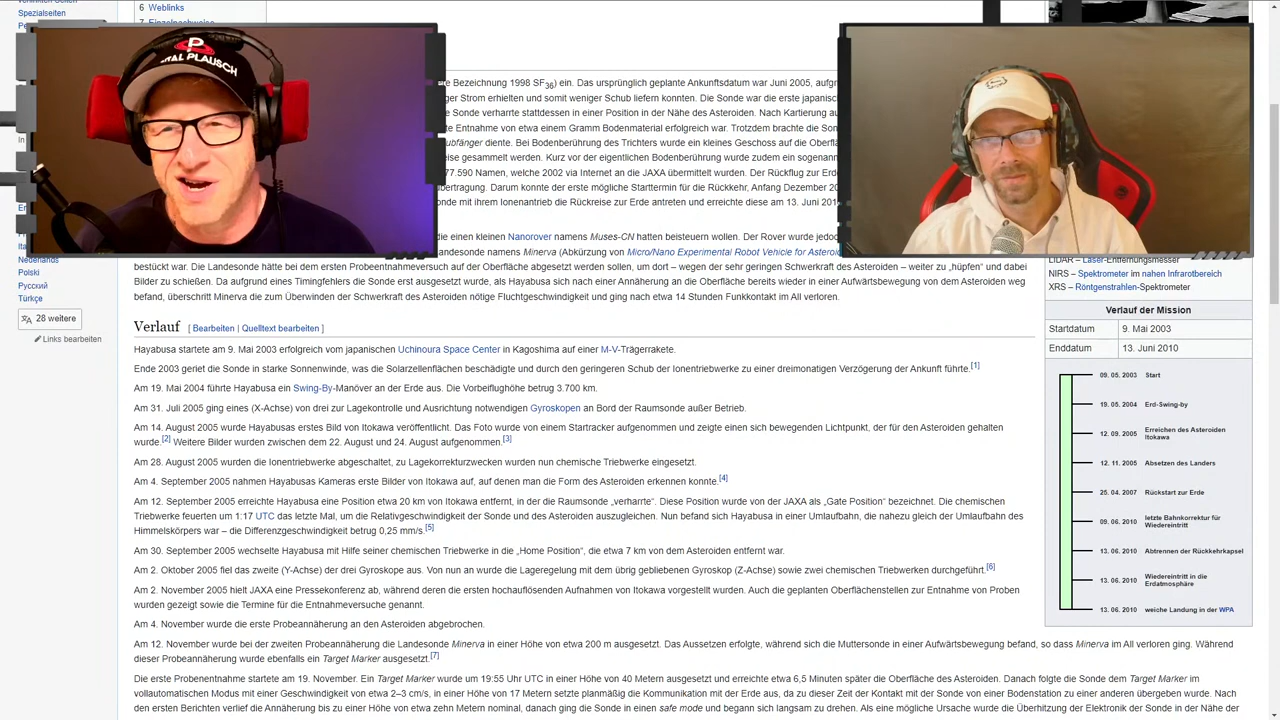 Spezialseiten
6 Weblinks
7 Einzelnachweise
TAL PLAUSCH
e Bezeichnung 1998 SF36) ein. Das ursprünglich geplante Ankunftsdatum war Juni 2005, aufgr
ger Strom erhielten und somit weniger Schub liefern konnten. Die Sonde war die erste japanisc
Sonde verharrte stattdessen in einer Position in der Nähe des Asteroiden. Nach Kartierung au
te Entnahme von etwa einem Gramm Bodenmaterial erfolgreich war. Trotzdem brachte die Son
ubfänger diente. Bei Bodenberührung des Trichters wurde ein kleines Geschoss auf die Oberflä
eise gesammelt werden. Kurz vor der eigentlichen Bodenberührung wurde zudem ein sogenann
77.590 Namen, welche 2002 via Internet an die JAXA übermittelt wurden. Der Rückflug zur Erde
bertragung. Darum konnte der erste mögliche Starttermin für die Rückkehr, Anfang Dezember 20
onde mit ihrem Ionenantrieb die Rückreise zur Erde antreten und erreichte diese am 13. Juni 201
die einen kleinen Nanorover namens Muses-CN hatten beisteuern wollen. Der Rover wurde jedoc
andesonde namens Minerva (Abkürzung von Micro/Nano Experimental Robot Vehicle for Asteroid
bestückt war. Die Landesonde hätte bei dem ersten Probeentnahmeversuch auf der Oberfläche abgesetzt werden sollen, um dort – wegen der sehr geringen Schwerkraft des Asteroiden – weiter zu „hüpfen“ und dabei
Bilder zu schießen. Da aufgrund eines Timingfehlers die Sonde erst ausgesetzt wurde, als Hayabusa sich nach einer Annäherung an die Oberfläche bereits wieder in einer Aufwärtsbewegung von dem Asteroiden weg
befand, überschritt Minerva die zum Überwinden der Schwerkraft des Asteroiden nötige Fluchtgeschwindigkeit und ging nach etwa 14 Stunden Funkkontakt im All verloren.
Nederlands
Polski
Русский
Türkçe
28 weitere
Links bearbeiten
Verlauf [ Bearbeiten | Quelltext bearbeiten ]
Hayabusa startete am 9. Mai 2003 erfolgreich vom japanischen Uchinoura Space Center in Kagoshima auf einer M-V-Trägerrakete.
Ende 2003 geriet die Sonde in starke Sonnenwinde, was die Solarzellenflächen beschädigte und durch den geringeren Schub der Ionentriebwerke zu einer dreimonatigen Verzögerung der Ankunft führte.[1]
Am 19. Mai 2004 führte Hayabusa ein Swing-By-Manöver an der Erde aus. Die Vorbeiflughöhe betrug 3.700 km.
Am 31. Juli 2005 ging eines (X-Achse) von drei zur Lagekontrolle und Ausrichtung notwendigen Gyroskopen an Bord der Raumsonde außer Betrieb.
Am 14. August 2005 wurde Hayabusas erstes Bild von Itokawa veröffentlicht. Das Foto wurde von einem Startracker aufgenommen und zeigte einen sich bewegenden Lichtpunkt, der für den Asteroiden gehalten
wurde.[2] Weitere Bilder wurden zwischen dem 22. August und 24. August aufgenommen.[3]
Am 28. August 2005 wurden die Ionentriebwerke abgeschaltet, zu Lagekorrekturzwecken wurden nun chemische Triebwerke eingesetzt.
Am 4. September 2005 nahmen Hayabusas Kameras erste Bilder von Itokawa auf, auf denen man die Form des Asteroiden erkennen konnte.[4]
Am 12. September 2005 erreichte Hayabusa eine Position etwa 20 km von Itokawa entfernt, in der die Raumsonde „verharrte“. Diese Position wurde von der JAXA als „Gate Position“ bezeichnet. Die chemischen
Triebwerke feuerten um 1:17 UTC das letzte Mal, um die Relativgeschwindigkeit der Sonde und des Asteroiden auszugleichen. Nun befand sich Hayabusa in einer Umlaufbahn, die nahezu gleich der Umlaufbahn des
Himmelskörpers war – die Differenzgeschwindigkeit betrug 0,25 mm/s.[5]
Am 30. September 2005 wechselte Hayabusa mit Hilfe seiner chemischen Triebwerke in die „Home Position“, die etwa 7 km von dem Asteroiden entfernt war.
Am 2. Oktober 2005 fiel das zweite (Y-Achse) der drei Gyroskope aus. Von nun an wurde die Lageregelung mit dem übrig gebliebenen Gyroskop (Z-Achse) sowie zwei chemischen Triebwerken durchgeführt.[6]
Am 2. November 2005 hielt JAXA eine Pressekonferenz ab, während deren die ersten hochauflösenden Aufnahmen von Itokawa vorgestellt wurden. Auch die geplanten Oberflächenstellen zur Entnahme von Proben
wurden gezeigt sowie die Termine für die Entnahmeversuche genannt.
Am 4. November wurde die erste Probeannäherung an den Asteroiden abgebrochen.
Am 12. November wurde bei der zweiten Probeannäherung die Landesonde Minerva in einer Höhe von etwa 200 m ausgesetzt. Das Aussetzen erfolgte, während sich die Muttersonde in einer Aufwärtsbewegung befand, so dass Minerva im All verloren ging. Während
dieser Probeannäherung wurde ebenfalls ein Target Marker ausgesetzt.[7]
Die erste Probenentnahme startete am 19. November. Ein Target Marker wurde um 19:55 Uhr UTC in einer Höhe von 40 Metern ausgesetzt und erreichte etwa 6,5 Minuten später die Oberfläche des Asteroiden. Danach folgte die Sonde dem Target Marker im
vollautomatischen Modus mit einer Geschwindigkeit von etwa 2–3 cm/s, in einer Höhe von 17 Metern setzte planmäßig die Kommunikation mit der Erde aus, da zu dieser Zeit der Kontakt mit der Sonde von einer Bodenstation zu einer anderen übergeben wurde. Nach
den ersten Berichten verlief die Annäherung bis zu einer Höhe von etwa zehn Metern nominal, danach ging die Sonde in einen safe mode und begann sich langsam zu drehen. Als eine mögliche Ursache wurde die Überhitzung der Elektronik der Sonde in der Nähe der
LIDAR – Laser-Entfernungsmesser
NIRS – Spektrometer im nahen Infrarotbereich
XRS – Röntgenstrahlen-Spektrometer
Verlauf der Mission
Startdatum 9. Mai 2003
Enddatum 13. Juni 2010
09. 05. 2003 Start
19. 05. 2004 Erd-Swing-by
12. 09. 2005 Erreichen des Asteroiden
Itokawa
12. 11. 2005 Absetzen des Landers
25. 04. 2007 Rückstart zur Erde
09. 06. 2010 letzte Bahnkorrektur für
Wiedereintritt
13. 06. 2010 Abtrennen der Rückkehrkapsel
13. 06. 2010 Wiedereintritt in die
Erdatmosphäre
13. 06. 2010 weiche Landung in der WPA